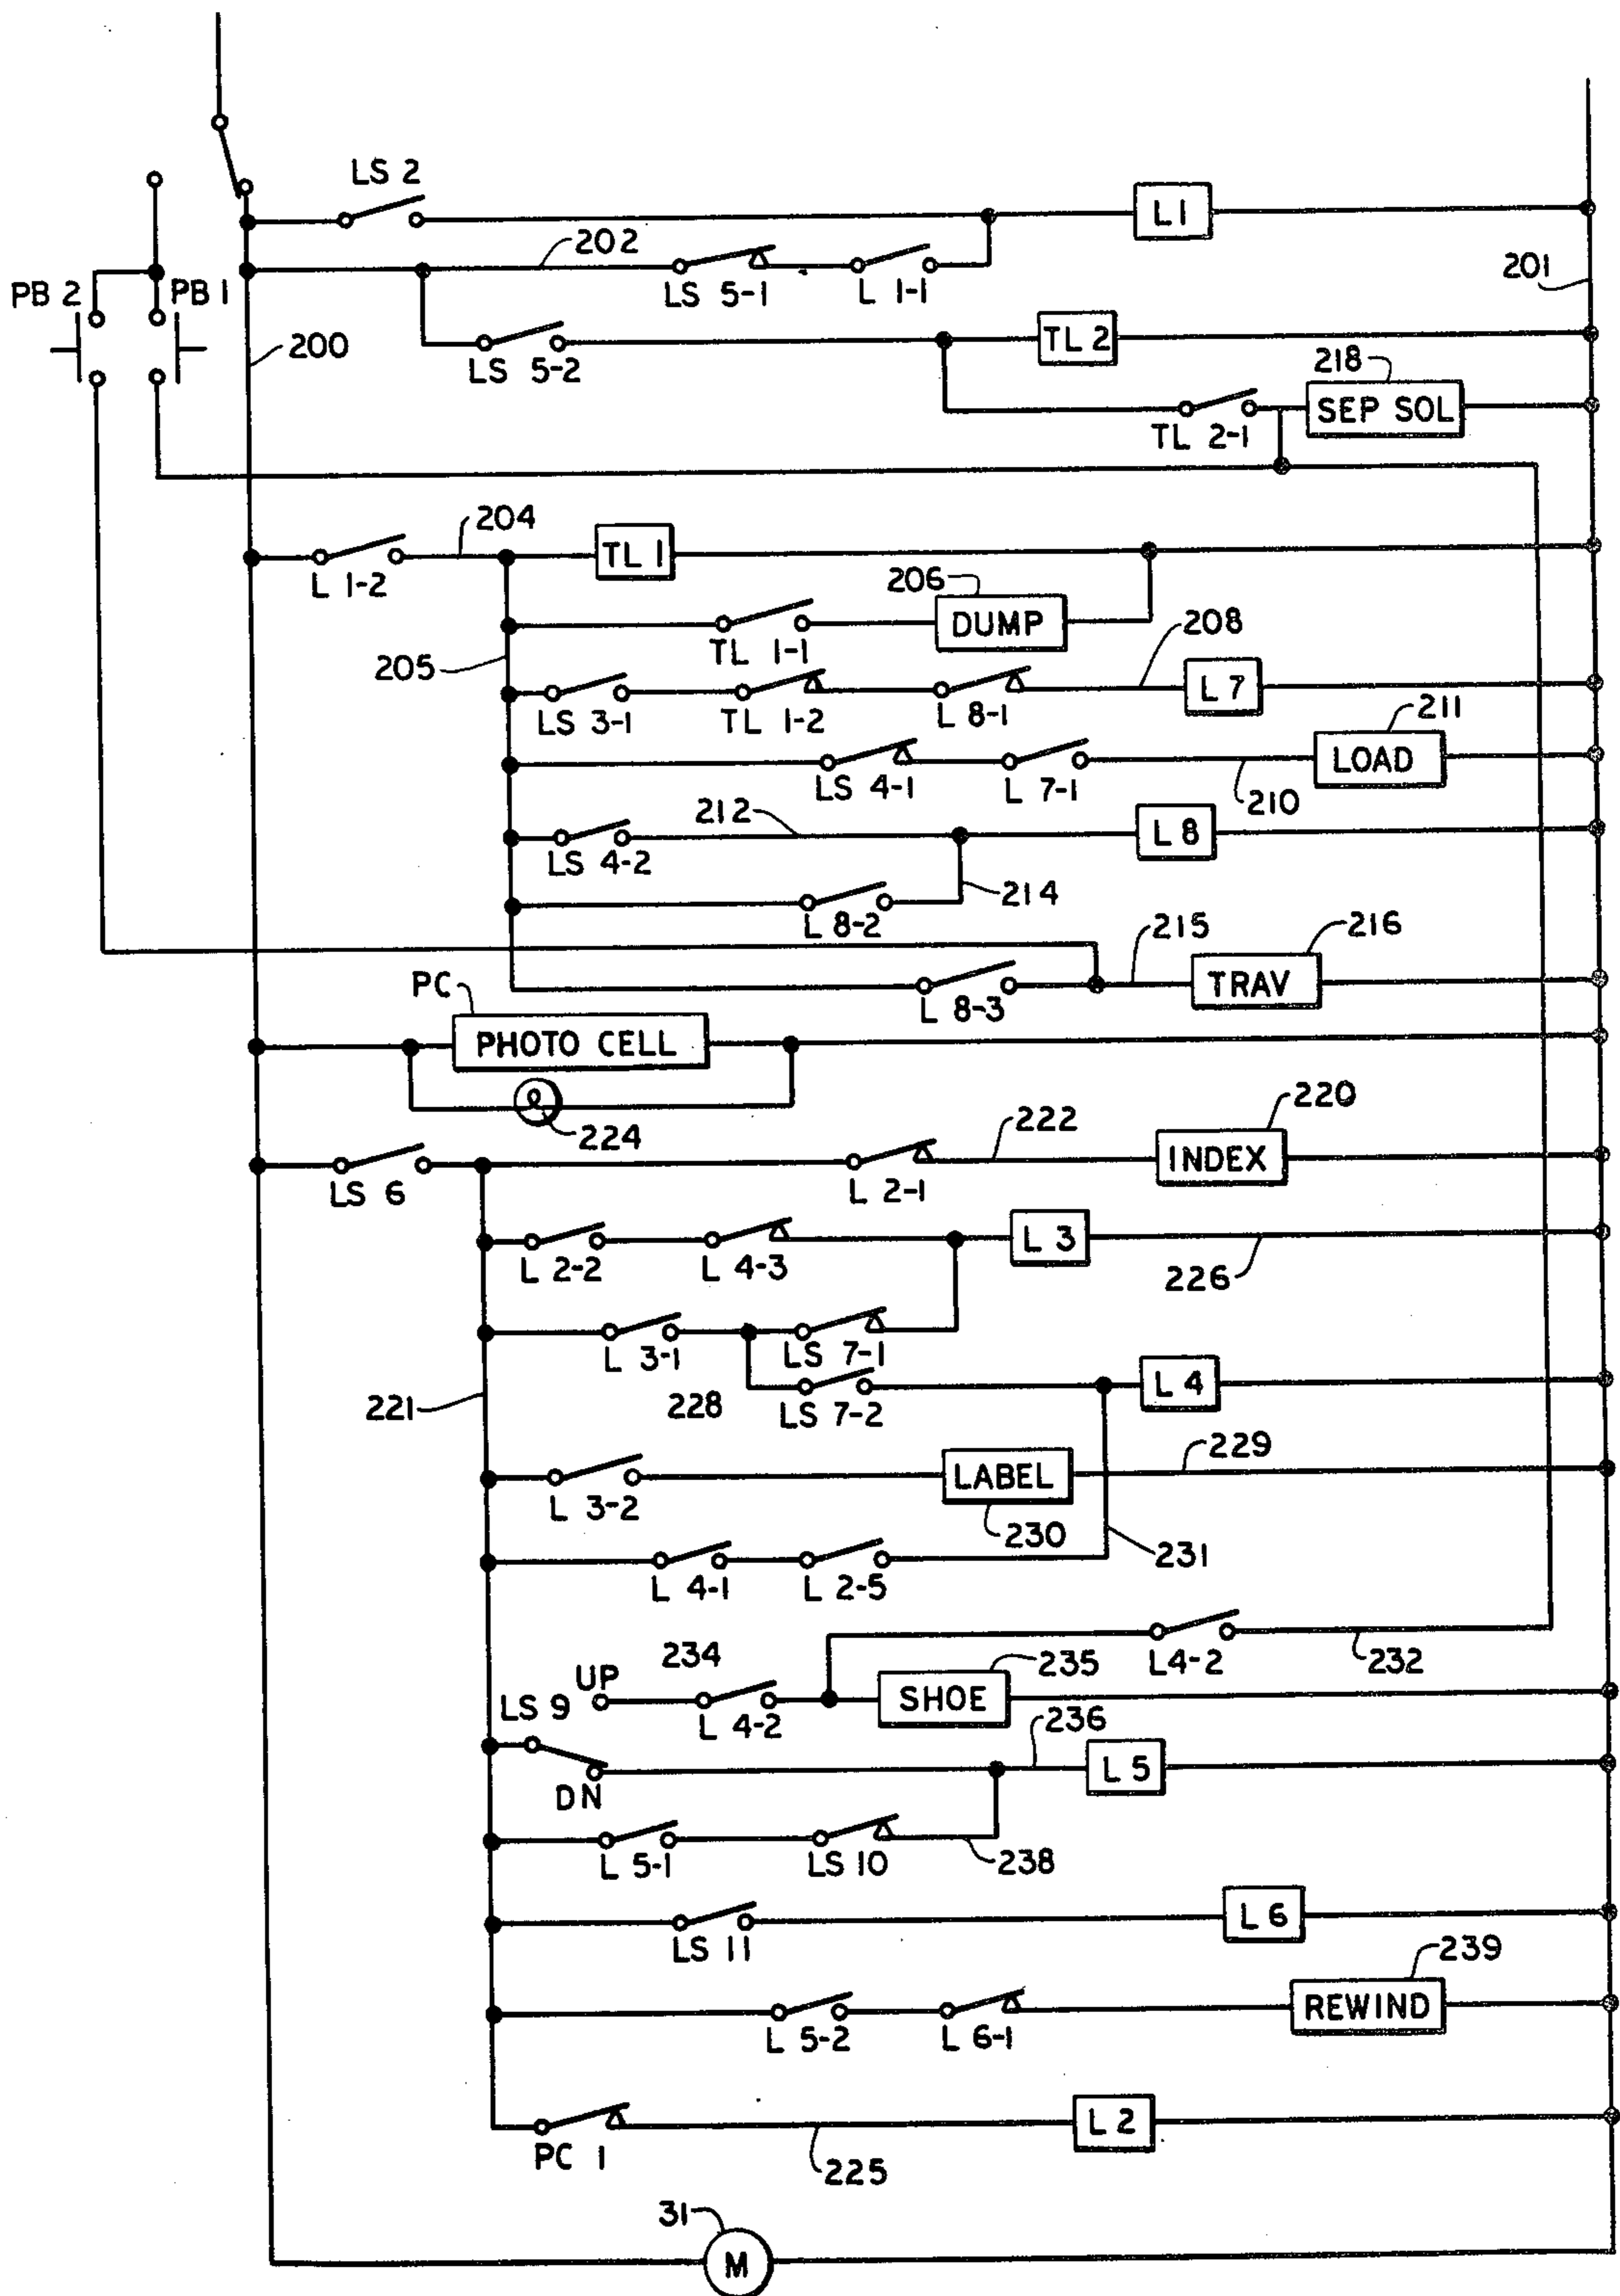 LS 2
L1
202
201
PB 2
PB 1
LS 5-1
L 1-1
200
TL 2
LS 5-2
218
SEP SOL
TL 2-1
204
TL 1
L 1-2
206
DUMP
208
TL 1-1
205
L 7
LS 3-1
TL 1-2
L 8-1
211
LOAD
LS 4-1
L 7-1
210
212
L 8
LS 4-2
214
L 8-2
215
216
PC
TRAV
L 8-3
PHOTO CELL
220
224
222
INDEX
LS 6
L 2-1
L 3
L 2-2
L 4-3
226
L 3-1
LS 7-1
L 4
221
228
LS 7-2
229
LABEL
L 3-2
230
231
L 4-1
L 2-5
234
L4-2
232
UP
235
SHOE
LS 9
L 4-2
236
L 5
DN
L 5-1
LS 10
238
L 6
LS 11
239
REWIND
L 5-2
L 6-1
L 2
PC 1
225
31
M